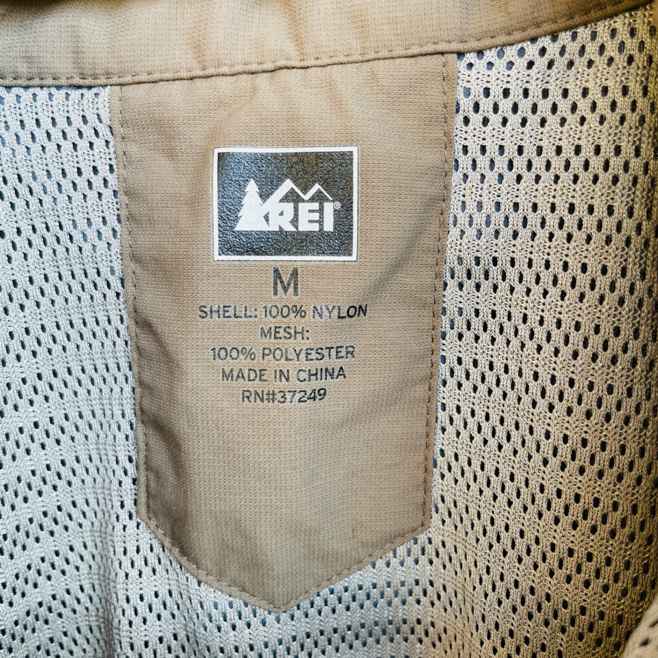 REI®
M
SHELL: 100% NYLON
MESH:
100% POLYESTER
MADE IN CHINA
RN#37249